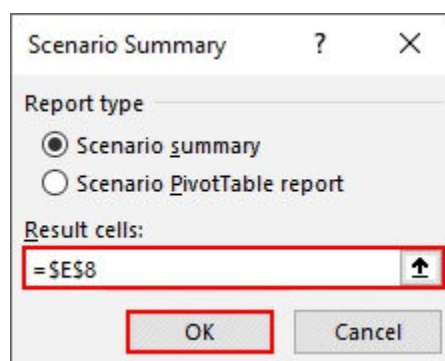 Scenario Summary ? ×
Report type
Scenario summary
Scenario PivotTable report
Result cells:
=$E$8
OK Cancel